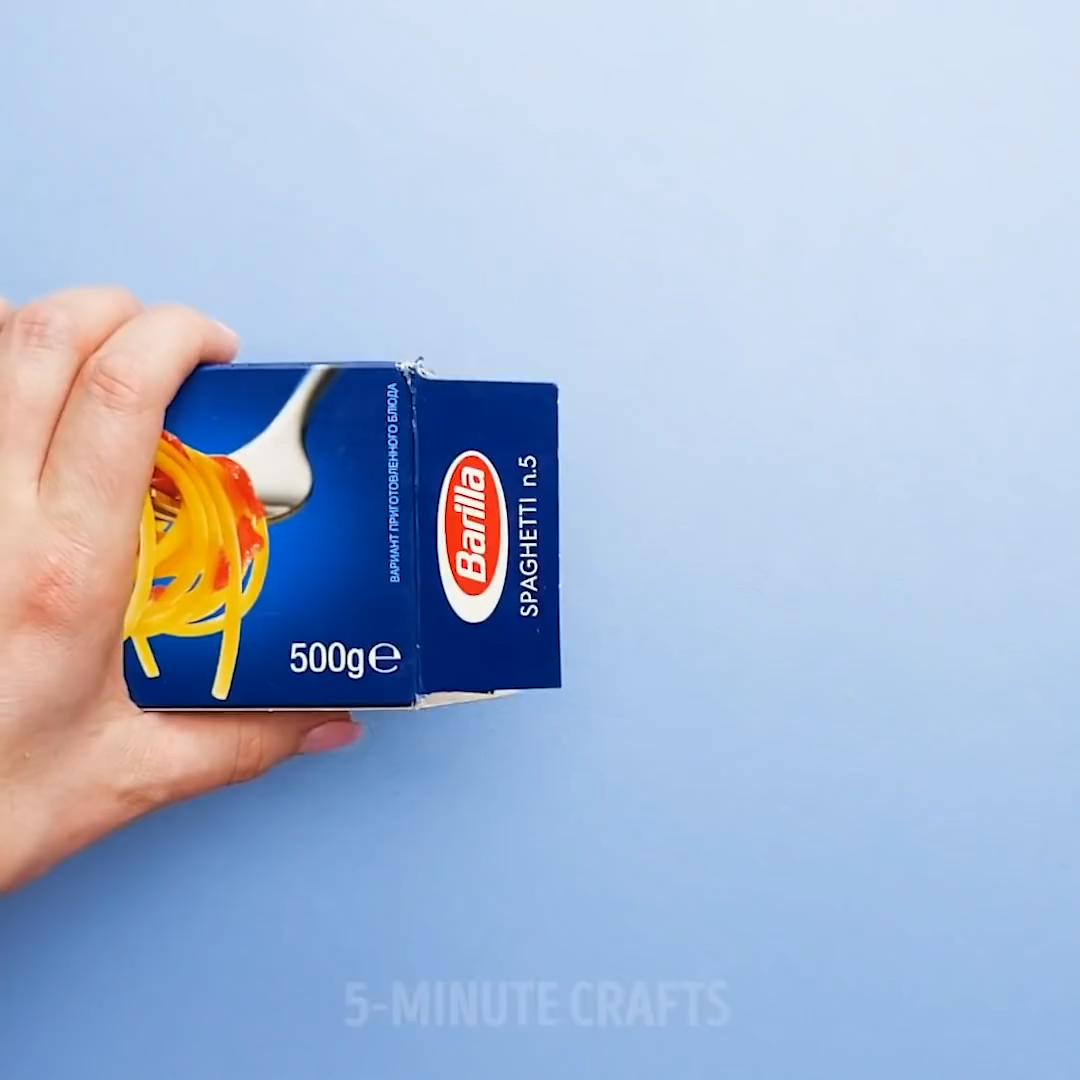 ВАРИАНТ ПРИГОТОВЛЕННОГО БЛЮДА
500g℮
Barilla
SPAGHETTI n.5
5-MINUTE CRAFTS